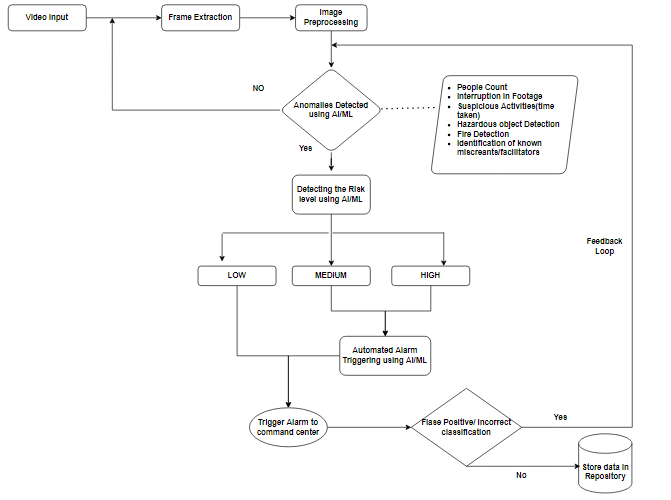 Video Input
Frame Extraction
Image
Preprocessing
NO
Anomalies Detected
using AI/ML
• People Count
• Interruption in Footage
• Suspicious Activities(time
taken)
• Hazardous object Detection
• Fire Detection
• Identification of known
miscreants/facilitators
Yes
Detecting the Risk
level using AI/ML
Feedback
Loop
LOW
MEDIUM
HIGH
Automated Alarm
Triggering using AI/ML
Trigger Alarm to
command center
Flase Positive/ Incorrect
classification
Yes
No
Store data in
Repository